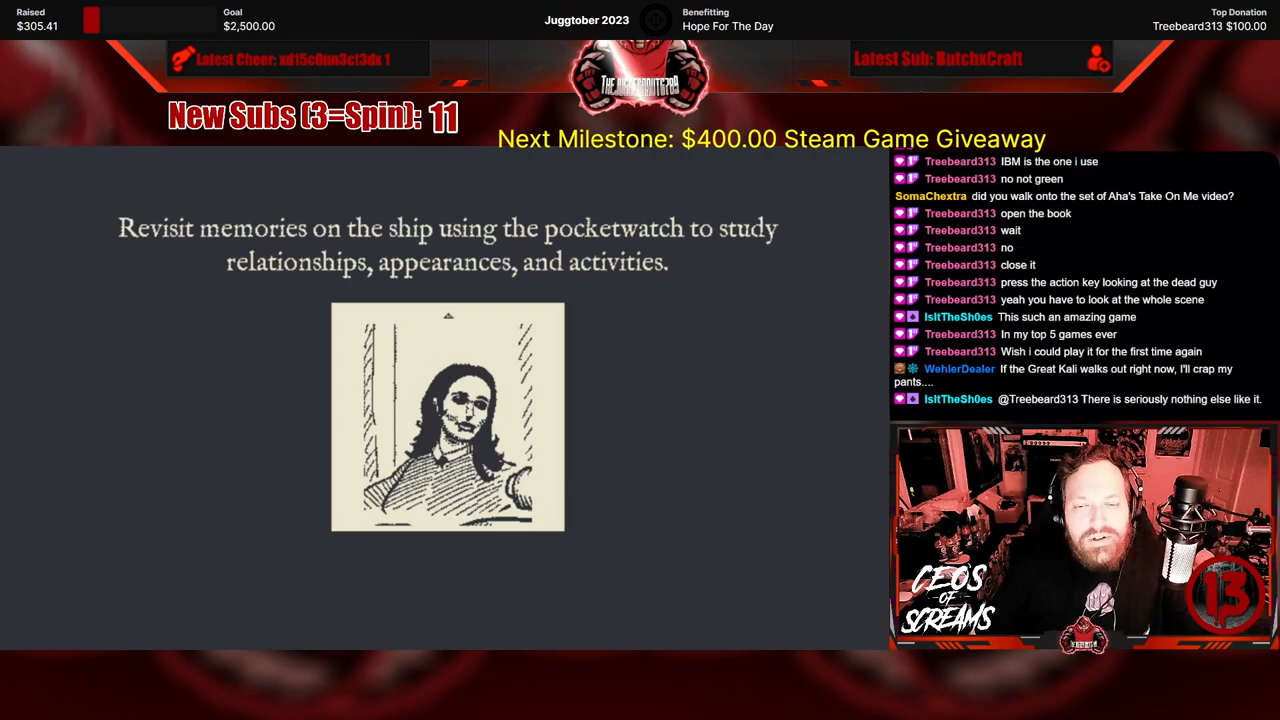 Raised
$305.41
Goal
$2,500.00
Juggtober 2023
Benefitting
Hope For The Day
Top Donation
Treebeard313 $100.00
Latest Cheer: xd15c0nn3ct3dx 1
THEJUGGERNAUT6789
Latest Sub: ButchxCraft
New Subs (3=Spin): 11
Next Milestone: $400.00 Steam Game Giveaway
Revisit memories on the ship using the pocketwatch to study
relationships, appearances, and activities.
Treebeard313 IBM is the one i use
Treebeard313 no not green
SomaChextra did you walk onto the set of Aha's Take On Me video?
Treebeard313 open the book
Treebeard313 wait
Treebeard313 no
Treebeard313 close it
Treebeard313 press the action key looking at the dead guy
Treebeard313 yeah you have to look at the whole scene
IsItTheSh0es This such an amazing game
Treebeard313 In my top 5 games ever
Treebeard313 Wish i could play it for the first time again
WehlerDealer If the Great Kali walks out right now, I'll crap my
pants....
IsItTheSh0es @Treebeard313 There is seriously nothing else like it.
CEOS
OF
SCREAMS
13